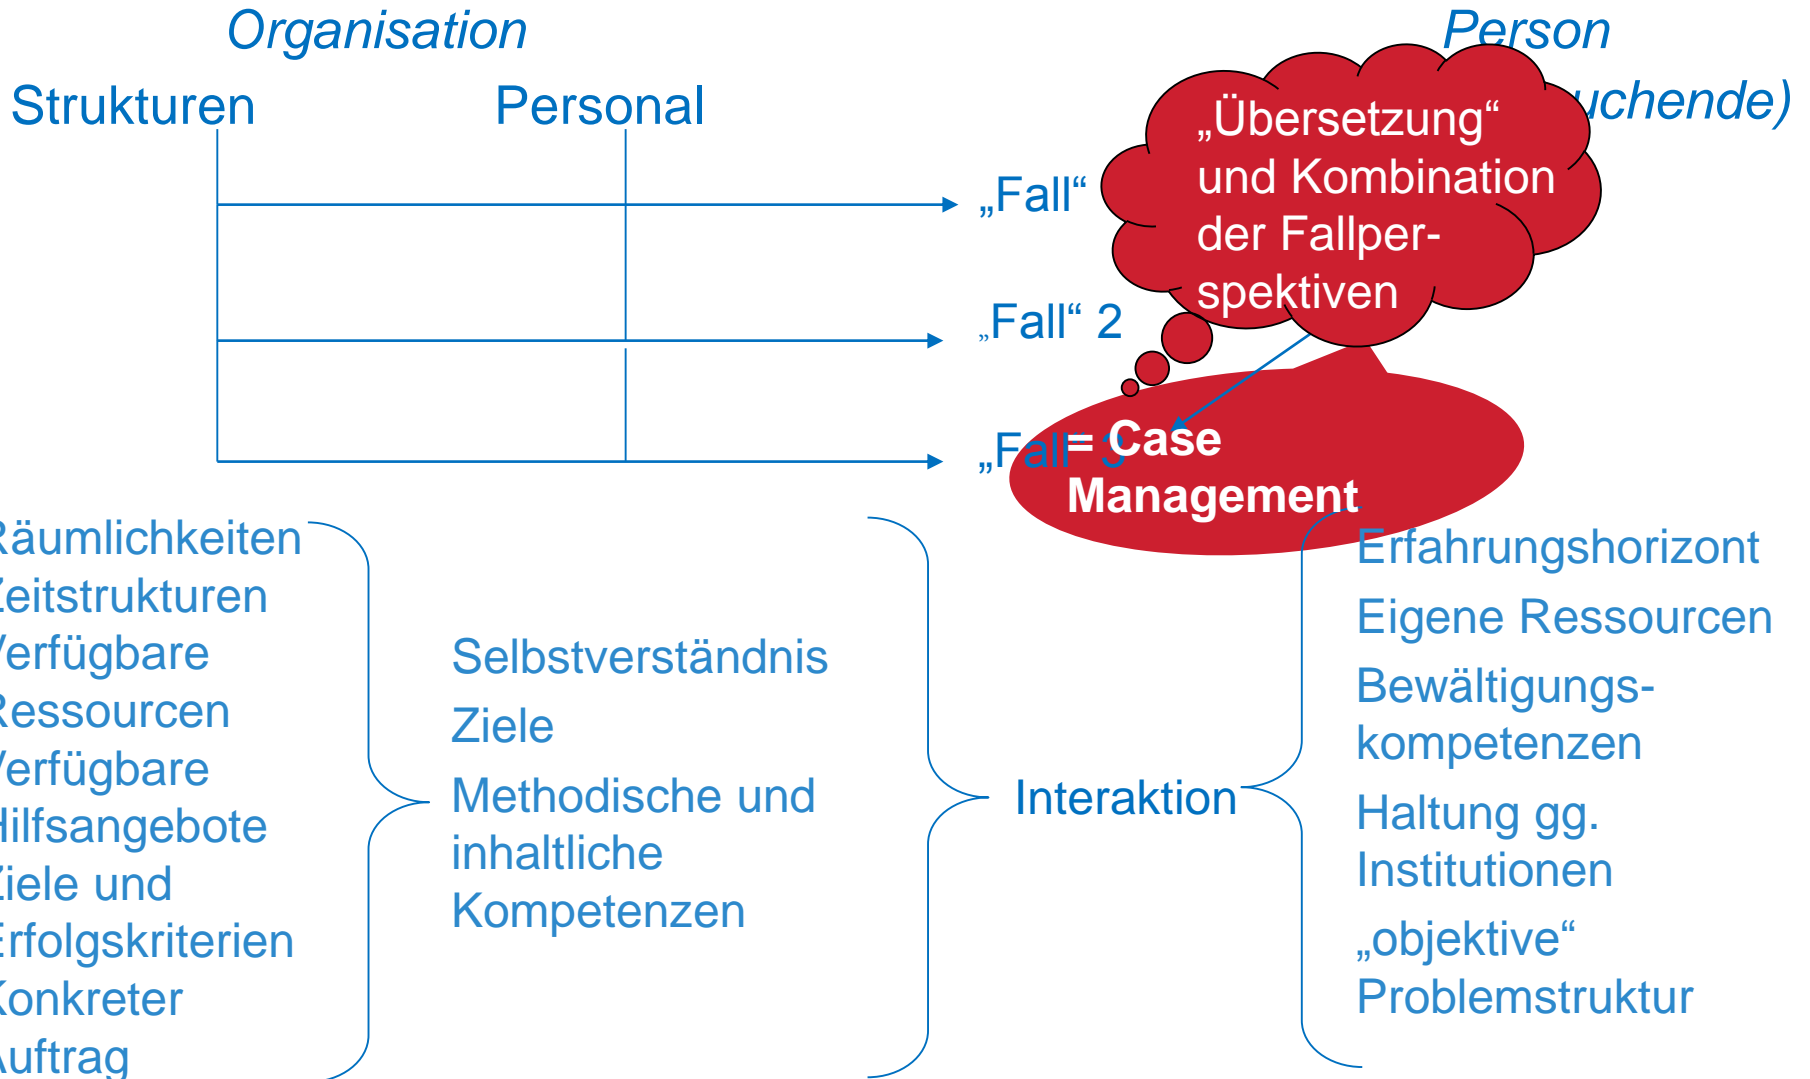 Organisation
Person
Strukturen
Personal
uchende)
„Übersetzung“
und Kombination
der Fallper-
spektiven
„Fall“
„Fall“ 2
„Fall“ 3
= Case
Management
Räumlichkeiten
Zeitstrukturen
Verfügbare
Ressourcen
Verfügbare
Hilfsangebote
Ziele und
Erfolgskriterien
Konkreter
Auftrag
Selbstverständnis
Ziele
Methodische und
inhaltliche
Kompetenzen
Interaktion
Erfahrungshorizont
Eigene Ressourcen
Bewältigungs-
kompetenzen
Haltung gg.
Institutionen
„objektive“
Problemstruktur